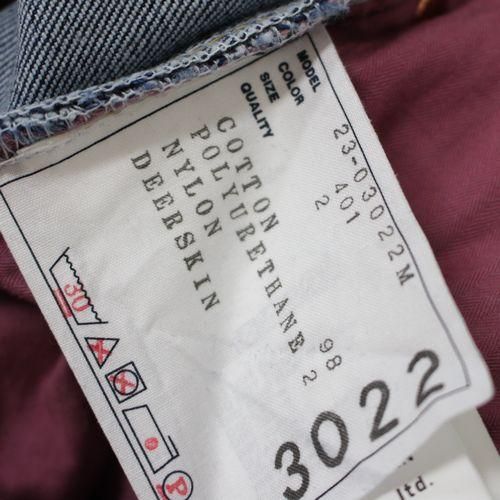 MODEL 23-03022M
COLOR 401
SIZE 2
QUALITY
COTTON 98
POLYURETHANE 2
NYLON
DEERSKIN
30
P
3022
ltd.